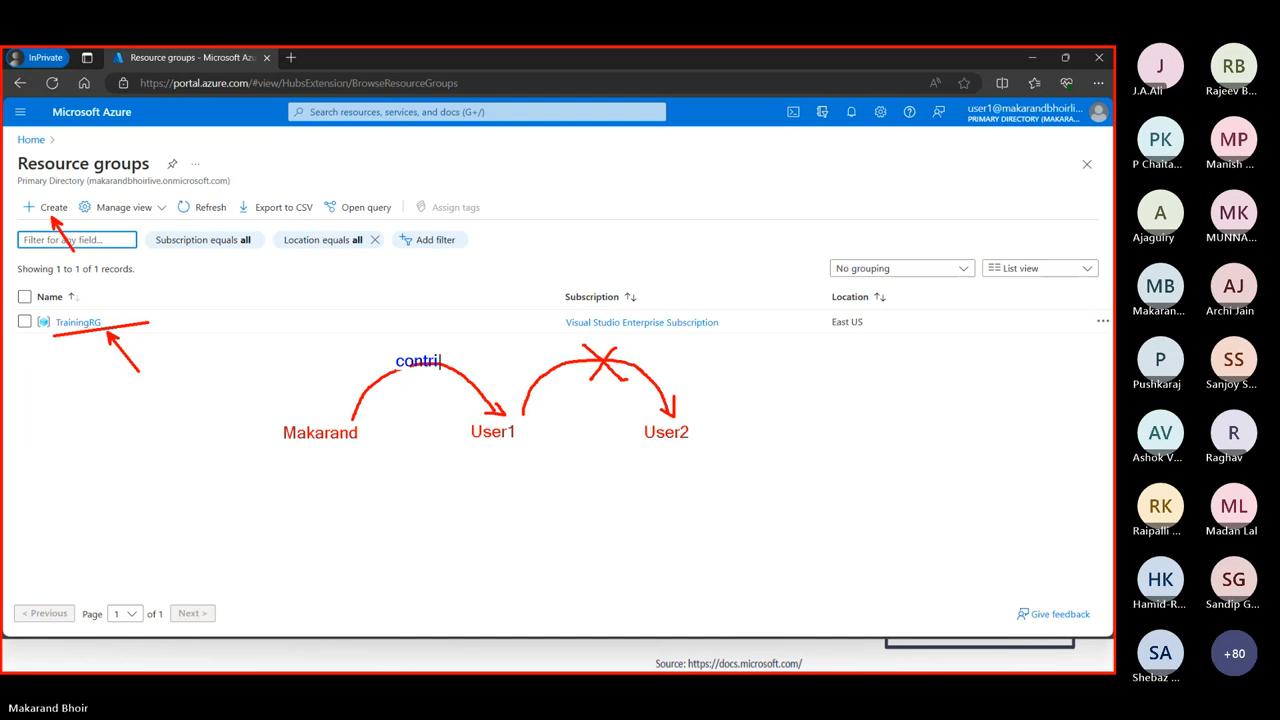 InPrivate
Resource groups - Microsoft Azu
https://portal.azure.com/#view/HubsExtension/BrowseResourceGroups
Microsoft Azure
Search resources, services, and docs (G+/)
user1@makarandbhoirli...
PRIMARY DIRECTORY (MAKARA...
Home
Resource groups
Primary Directory (makarandbhoirlive.onmicrosoft.com)
Create
Manage view
Refresh
Export to CSV
Open query
Assign tags
Filter for any field...
Subscription equals all
Location equals all
Add filter
Showing 1 to 1 of 1 records.
No grouping
List view
Name
Subscription
Location
TrainingRG
Visual Studio Enterprise Subscription
East US
contri
Makarand
User1
User2
< Previous
Page
1
of 1
Next >
Give feedback
Source: https://docs.microsoft.com/
Makarand Bhoir
J
J.A.Ali
RB
Rajeev B...
PK
P Chaita...
MP
Manish ...
A
Ajaguiry
MK
MUNNA...
MB
Makaran...
AJ
Archi Jain
P
Pushkaraj
SS
Sanjoy S...
AV
Ashok V...
R
Raghav
RK
Raipalli ...
ML
Madan Lal
HK
Hamid-R...
SG
Sandip G...
SA
Shebaz ...
+80